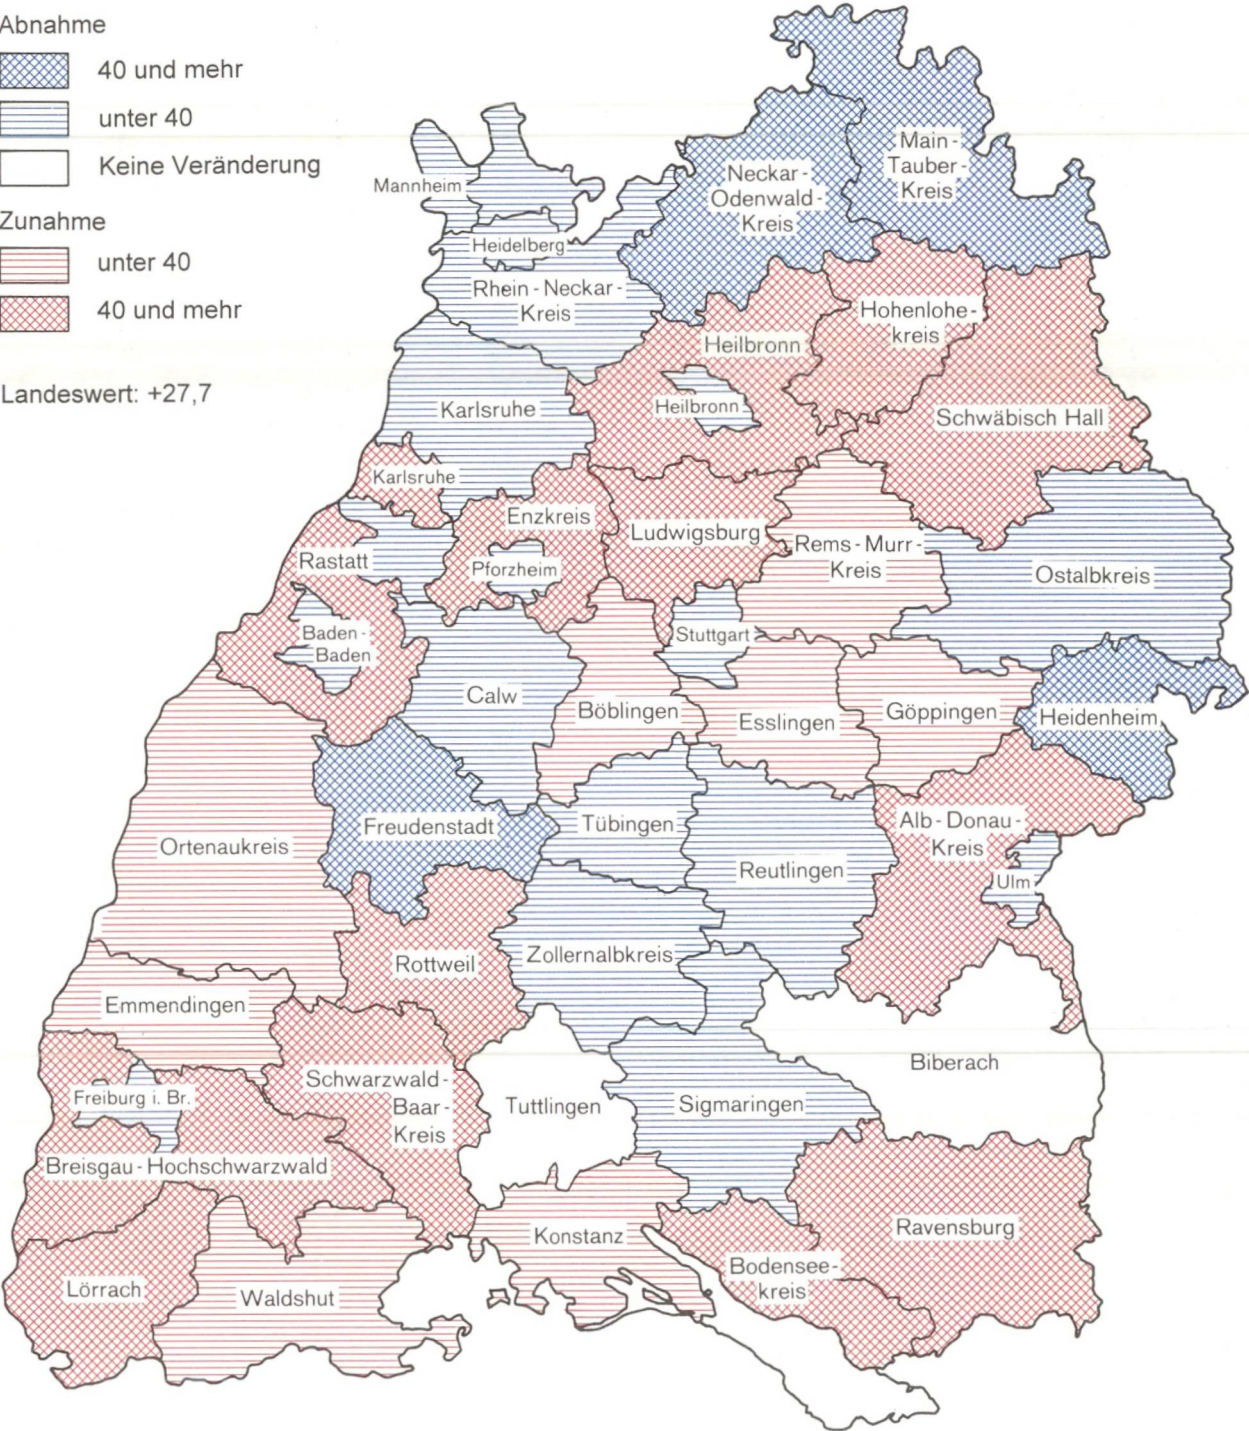 Abnahme
40 und mehr
unter 40
Keine Veränderung
Zunahme
unter 40
40 und mehr
Landeswert: +27,7
Main-
Tauber-
Kreis
Neckar-
Odenwald-
Kreis
Mannheim
Heidelberg
Rhein-Neckar-
Kreis
Hohenlohe-
kreis
Heilbronn
Heilbronn
Karlsruhe
Schwäbisch Hall
Karlsruhe
Enzkreis
Ludwigsburg
Rems-Murr-
Kreis
Rastatt
Pforzheim
Ostalbkreis
Baden-
Baden
Stuttgart
Calw
Böblingen
Esslingen
Göppingen
Heidenheim
Freudenstadt
Tübingen
Alb-Donau-
Kreis
Ortenaukreis
Reutlingen
Ulm
Rottweil
Zollernalbkreis
Emmendingen
Biberach
Schwarzwald-
Baar-
Kreis
Freiburg i. Br.
Tuttlingen
Sigmaringen
Breisgau-Hochschwarzwald
Konstanz
Ravensburg
Bodensee-
kreis
Lörrach
Waldshut